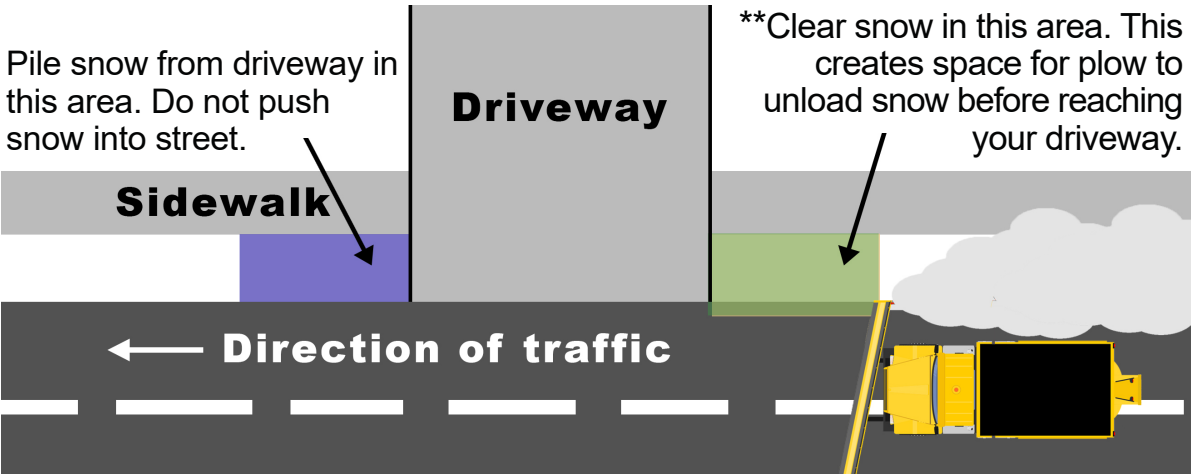 Pile snow from driveway in
this area. Do not push
snow into street.
Driveway
**Clear snow in this area. This
creates space for plow to
unload snow before reaching
your driveway.
Sidewalk
Direction of traffic